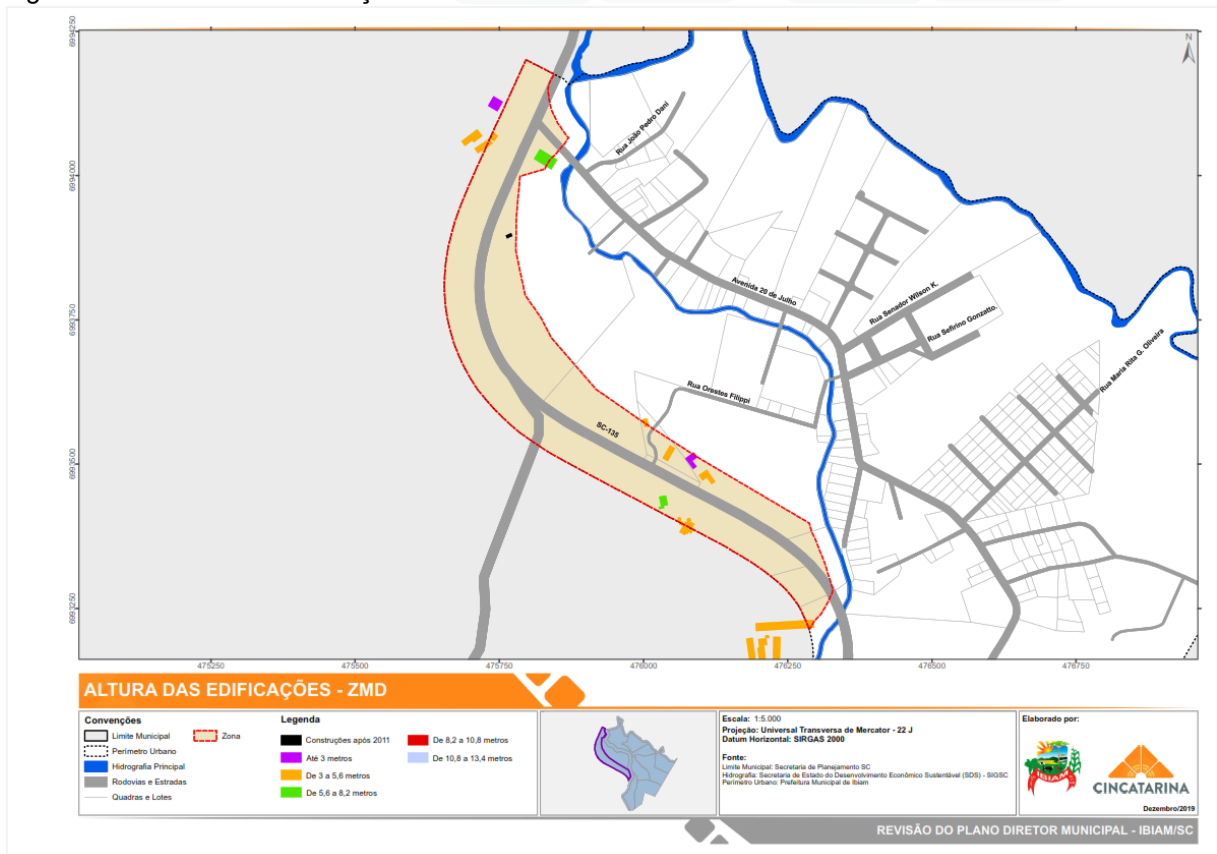 N
6994250
6994000
6993750
6993500
6993250
Rua João Pedro Dani
Avenida 20 de Julho
Rua Senador Wilson K.
Rua Sefirino Gonzatto.
Rua Maria Rita G. Oliveira
Rua Orestes Filippi
SC-135
475250
475500
475750
476000
476250
476500
476750
ALTURA DAS EDIFICAÇÕES - ZMD
Convenções
Limite Municipal
Zona
Perímetro Urbano
Hidrografia Principal
Rodovias e Estradas
Quadras e Lotes
Legenda
Construções após 2011
Até 3 metros
De 3 a 5,6 metros
De 5,6 a 8,2 metros
De 8,2 a 10,8 metros
De 10,8 a 13,4 metros
Escala: 1:5.000
Projeção: Universal Transversa de Mercator - 22 J
Datum Horizontal: SIRGAS 2000
Fonte:
Limite Municipal: Secretaria de Planejamento SC
Hidrografia: Secretaria de Estado do Desenvolvimento Econômico Sustentável (SDS) - SIGSC
Perímetro Urbano: Prefeitura Municipal de Ibiam
Elaborado por:
IBIAM
CINCATARINA
Dezembro/2019
REVISÃO DO PLANO DIRETOR MUNICIPAL - IBIAM/SC